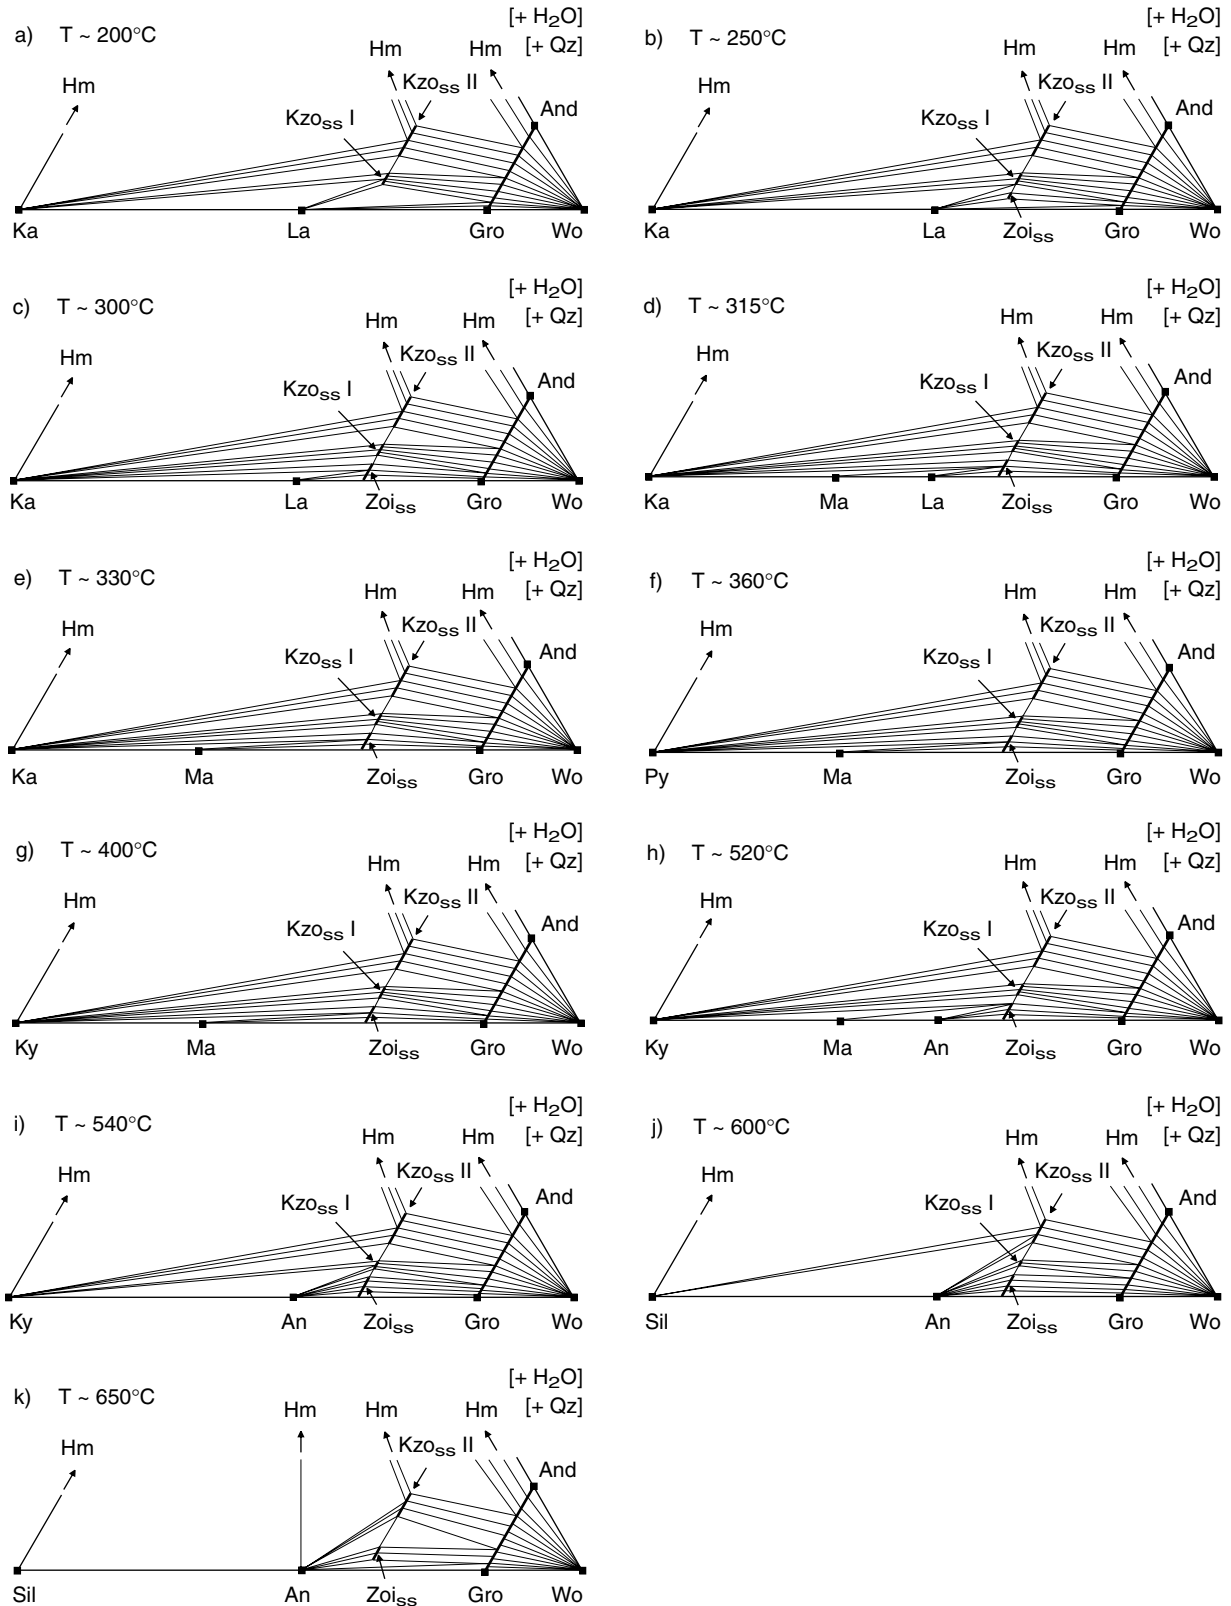 a) T ~ 200°C
[+ H2O]
[+ Qz]
Hm
Hm
Hm
Kzoss II
Kzoss I
And
Ka La Gro Wo
b) T ~ 250°C
[+ H2O]
[+ Qz]
Hm
Hm
Hm
Kzoss II
Kzoss I
And
Ka La Zoiss Gro Wo
c) T ~ 300°C
[+ H2O]
[+ Qz]
Hm
Hm
Hm
Kzoss II
Kzoss I
And
Ka La Zoiss Gro Wo
d) T ~ 315°C
[+ H2O]
[+ Qz]
Hm
Hm
Hm
Kzoss II
Kzoss I
And
Ka Ma La Zoiss Gro Wo
e) T ~ 330°C
[+ H2O]
[+ Qz]
Hm
Hm
Hm
Kzoss II
Kzoss I
And
Ka Ma Zoiss Gro Wo
f) T ~ 360°C
[+ H2O]
[+ Qz]
Hm
Hm
Hm
Kzoss II
Kzoss I
And
Py Ma Zoiss Gro Wo
g) T ~ 400°C
[+ H2O]
[+ Qz]
Hm
Hm
Hm
Kzoss II
Kzoss I
And
Ky Ma Zoiss Gro Wo
h) T ~ 520°C
[+ H2O]
[+ Qz]
Hm
Hm
Hm
Kzoss II
Kzoss I
And
Ky Ma An Zoiss Gro Wo
i) T ~ 540°C
[+ H2O]
[+ Qz]
Hm
Hm
Hm
Kzoss II
Kzoss I
And
Ky An Zoiss Gro Wo
j) T ~ 600°C
[+ H2O]
[+ Qz]
Hm
Hm
Hm
Kzoss II
Kzoss I
And
Sil An Zoiss Gro Wo
k) T ~ 650°C
[+ H2O]
[+ Qz]
Hm
Hm
Hm
Hm
Kzoss II
And
Sil An Zoiss Gro Wo